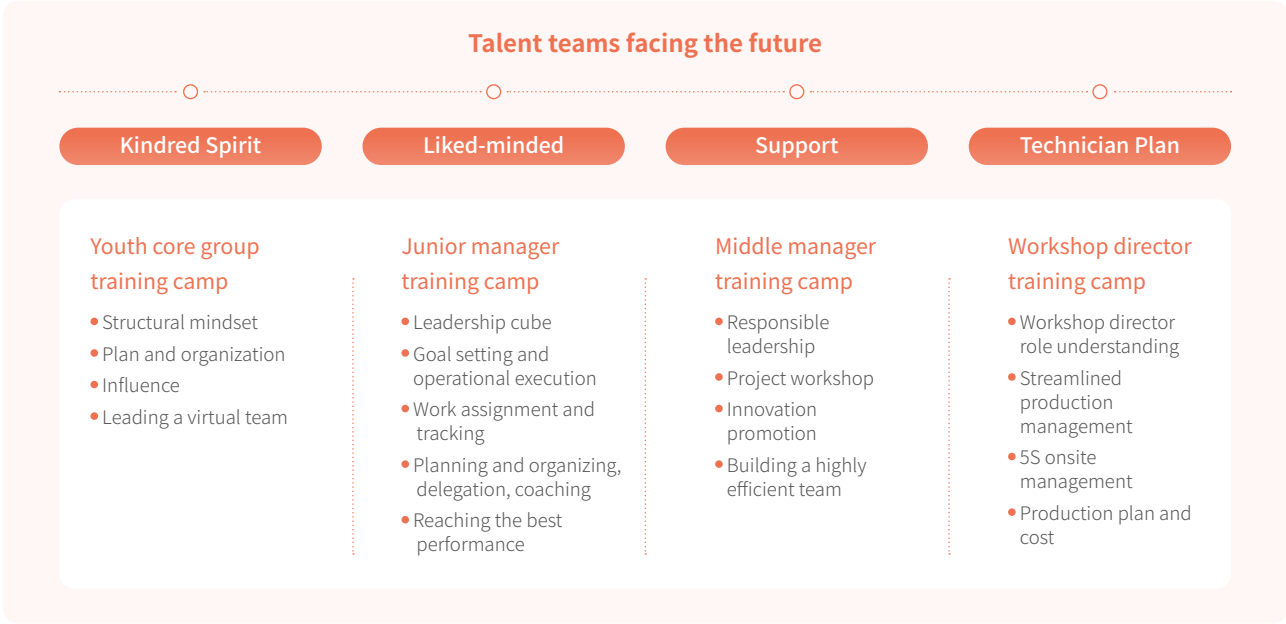 Talent teams facing the future
Kindred Spirit
Liked-minded
Support
Technician Plan
Youth core group
training camp
• Structural mindset
• Plan and organization
• Influence
• Leading a virtual team
Junior manager
training camp
• Leadership cube
• Goal setting and
operational execution
• Work assignment and
tracking
• Planning and organizing,
delegation, coaching
• Reaching the best
performance
Middle manager
training camp
• Responsible
leadership
• Project workshop
• Innovation
promotion
• Building a highly
efficient team
Workshop director
training camp
• Workshop director
role understanding
• Streamlined
production
management
• 5S onsite
management
• Production plan and
cost